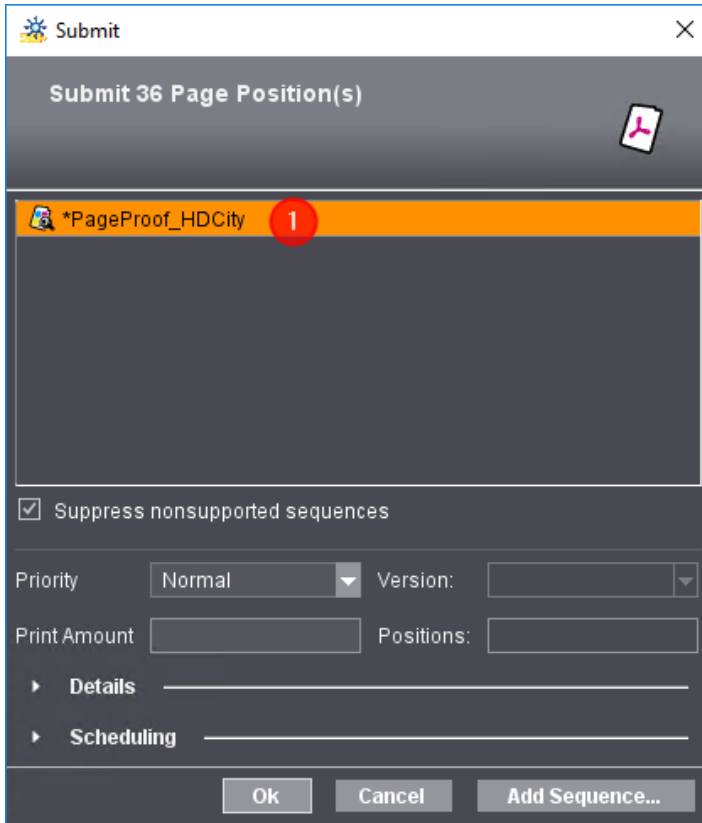 Submit
Submit 36 Page Position(s)
*PageProof_HDCity 1
Suppress nonsupported sequences
Priority Normal Version:
Print Amount Positions:
Details
Scheduling
Ok Cancel Add Sequence...